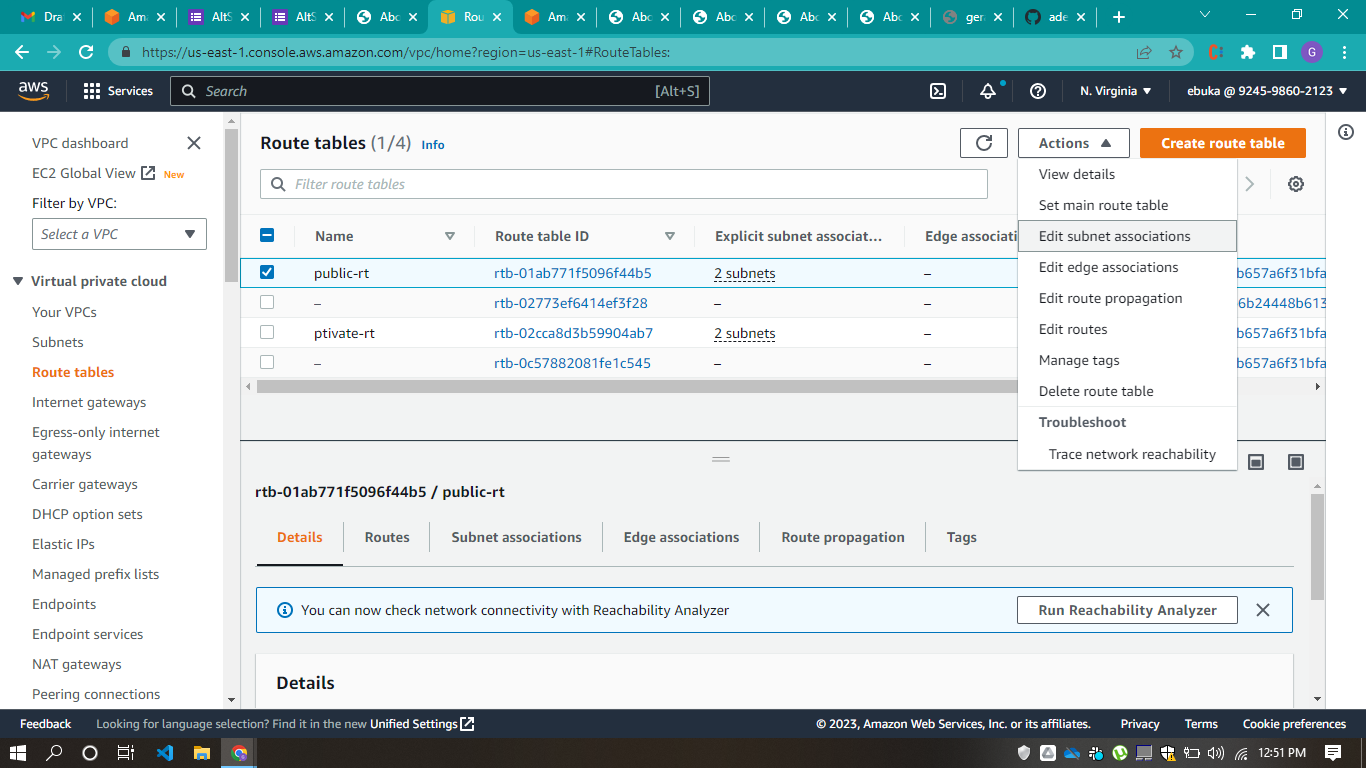 Draf
Ama
AltS
AltS
Abo
Rou
Ama
Abo
Abo
Abo
Abo
gera
ade
https://us-east-1.console.aws.amazon.com/vpc/home?region=us-east-1#RouteTables:
G
aws
Services
Search
[Alt+S]
N. Virginia
ebuka @ 9245-9860-2123
VPC dashboard
EC2 Global View
New
Filter by VPC:
Select a VPC
Virtual private cloud
Your VPCs
Subnets
Route tables
Internet gateways
Egress-only internet
gateways
Carrier gateways
DHCP option sets
Elastic IPs
Managed prefix lists
Endpoints
Endpoint services
NAT gateways
Peering connections
Route tables (1/4) Info
Actions
Create route table
Filter route tables
View details
Set main route table
Edit subnet associations
Edit edge associations
Edit route propagation
Edit routes
Manage tags
Delete route table
Troubleshoot
Trace network reachability
Name Route table ID Explicit subnet associat... Edge associati
public-rt rtb-01ab771f5096f44b5 2 subnets – b657a6f31bfa
– rtb-02773ef6414ef3f28 – – 6b24448b613
ptivate-rt rtb-02cca8d3b59904ab7 2 subnets – b657a6f31bfa
– rtb-0c57882081fe1c545 – – b657a6f31bfa
rtb-01ab771f5096f44b5 / public-rt
Details Routes Subnet associations Edge associations Route propagation Tags
You can now check network connectivity with Reachability Analyzer
Run Reachability Analyzer
Details
Feedback
Looking for language selection? Find it in the new Unified Settings
© 2023, Amazon Web Services, Inc. or its affiliates.
Privacy
Terms
Cookie preferences
12:51 PM